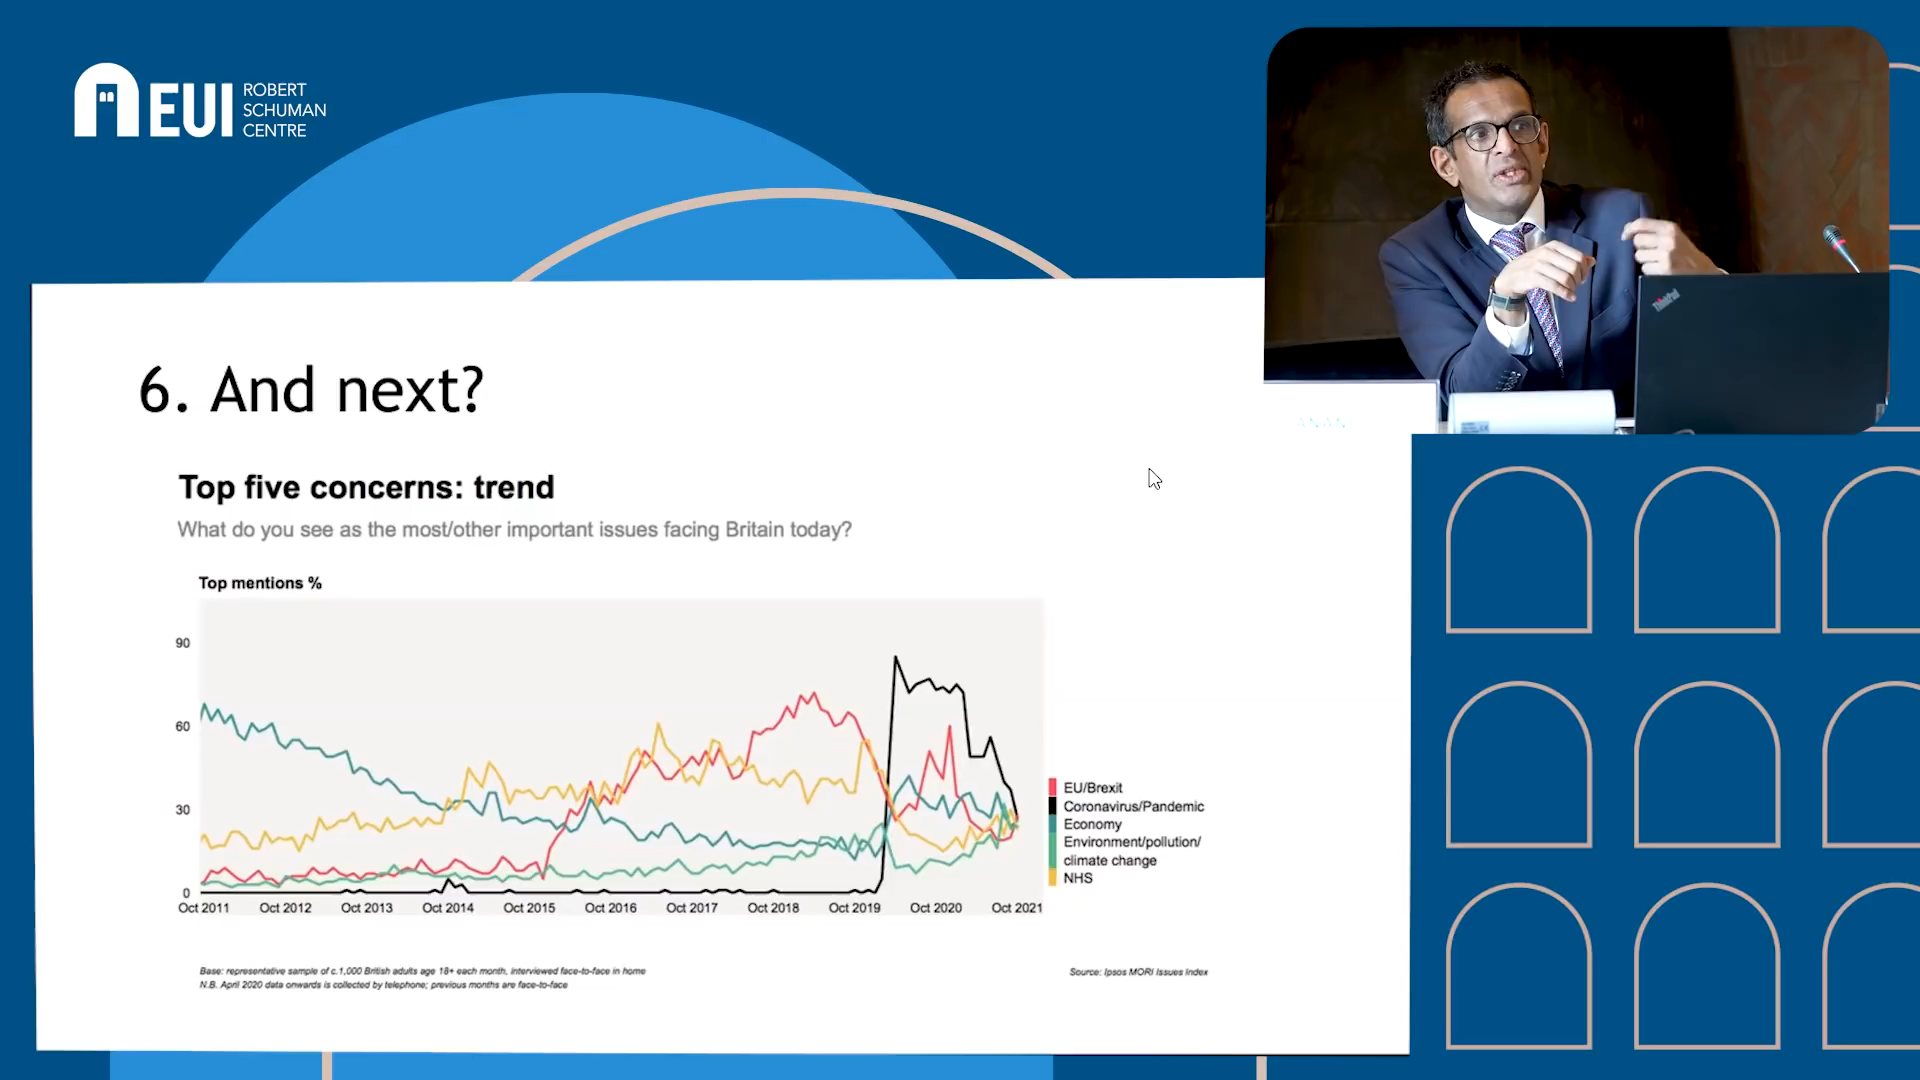 EUI
ROBERT
SCHUMAN
CENTRE
ThinkPad
6. And next?
Top five concerns: trend
What do you see as the most/other important issues facing Britain today?
Top mentions %
90
60
30
0
Oct 2011 Oct 2012 Oct 2013 Oct 2014 Oct 2015 Oct 2016 Oct 2017 Oct 2018 Oct 2019 Oct 2020 Oct 2021
EU/Brexit
Coronavirus/Pandemic
Economy
Environment/pollution/
climate change
NHS
Base: representative sample of c.1,000 British adults age 18+ each month, interviewed face-to-face in home
N.B. April 2020 data onwards is collected by telephone; previous months are face-to-face
Source: Ipsos MORI Issues Index